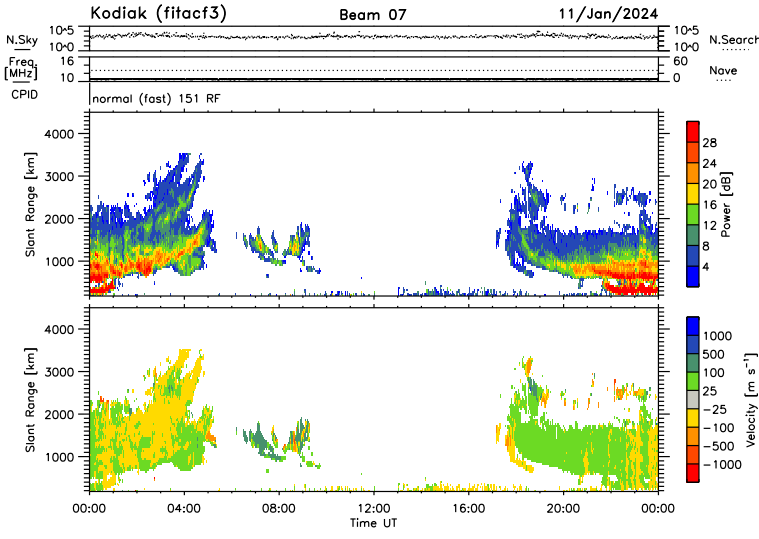 Kodiak (fitacf3) Beam 07 11/Jan/2024
N.Sky 10^5 10^0 10^5 10^0 N.Search
Freq. [MHz] 16 10 60 0 Nave
CPID normal (fast) 151 RF
Slant Range [km] 4000 3000 2000 1000
Power [dB] 28 24 20 16 12 8 4
Slant Range [km] 4000 3000 2000 1000
Velocity [m s^-1] 1000 500 100 25 -25 -100 -500 -1000
00:00 04:00 08:00 12:00 16:00 20:00 00:00
Time UT